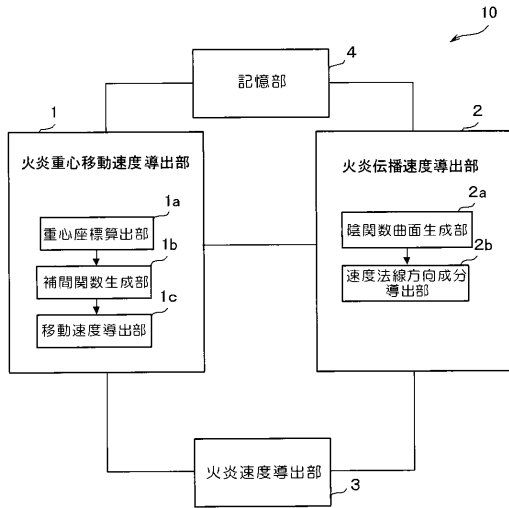 10
4
記憶部
1
火炎重心移動速度導出部
1a
重心座標算出部
1b
補間関数生成部
1c
移動速度導出部
2
火炎伝播速度導出部
2a
陰関数曲面生成部
2b
速度法線方向成分
導出部
火炎速度導出部
3